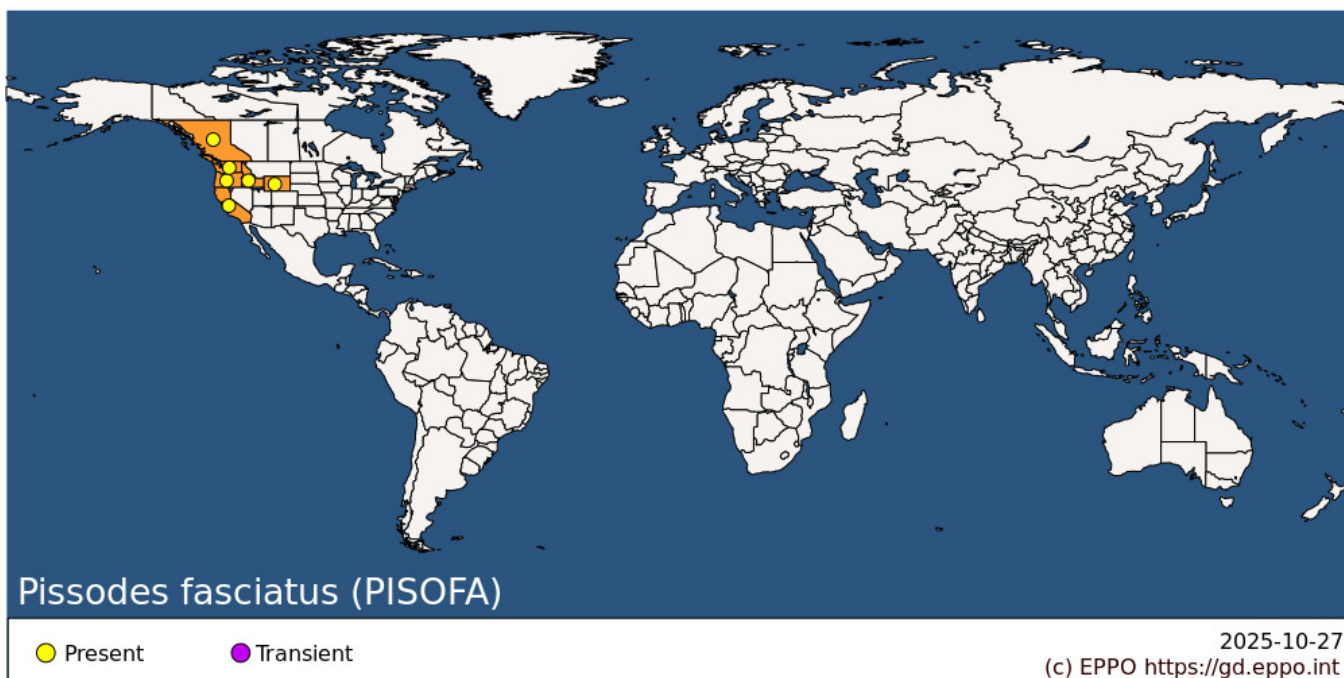 Pissodes fasciatus (PISOFA)
Present
Transient
2025-10-27
(c) EPPO https://gd.eppo.int